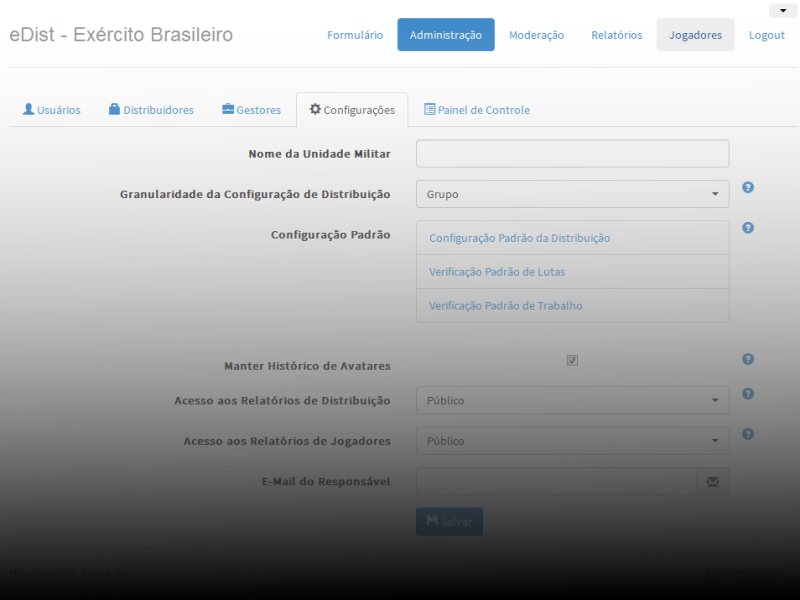 eDist - Exército Brasileiro
Formulário Administração Moderação Relatórios Jogadores Logout
Usuários Distribuidores Gestores Configurações Painel de Controle
Nome da Unidade Militar
Granularidade da Configuração de Distribuição Grupo
Configuração Padrão Configuração Padrão da Distribuição
Verificação Padrão de Lutas
Verificação Padrão de Trabalho
Manter Histórico de Avatares
Acesso aos Relatórios de Distribuição Público
Acesso aos Relatórios de Jogadores Público
E-Mail do Responsável
Salvar